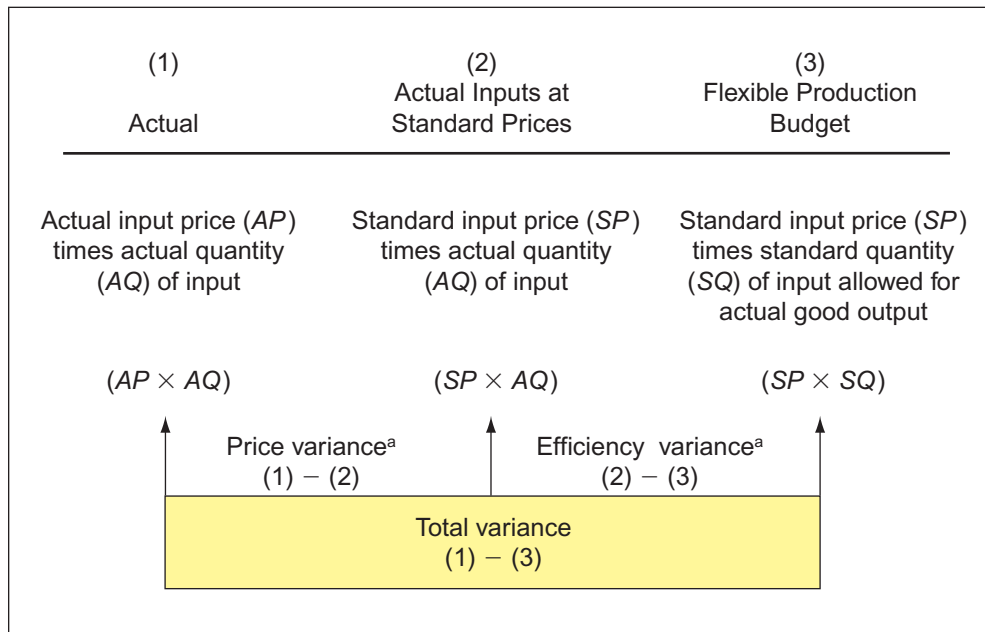 (1)
Actual
(2)
Actual Inputs at
Standard Prices
(3)
Flexible Production
Budget
Actual input price (AP)
times actual quantity
(AQ) of input
Standard input price (SP)
times actual quantity
(AQ) of input
Standard input price (SP)
times standard quantity
(SQ) of input allowed for
actual good output
(AP × AQ)
(SP × AQ)
(SP × SQ)
Price varianceᵃ
(1) − (2)
Efficiency varianceᵃ
(2) − (3)
Total variance
(1) − (3)